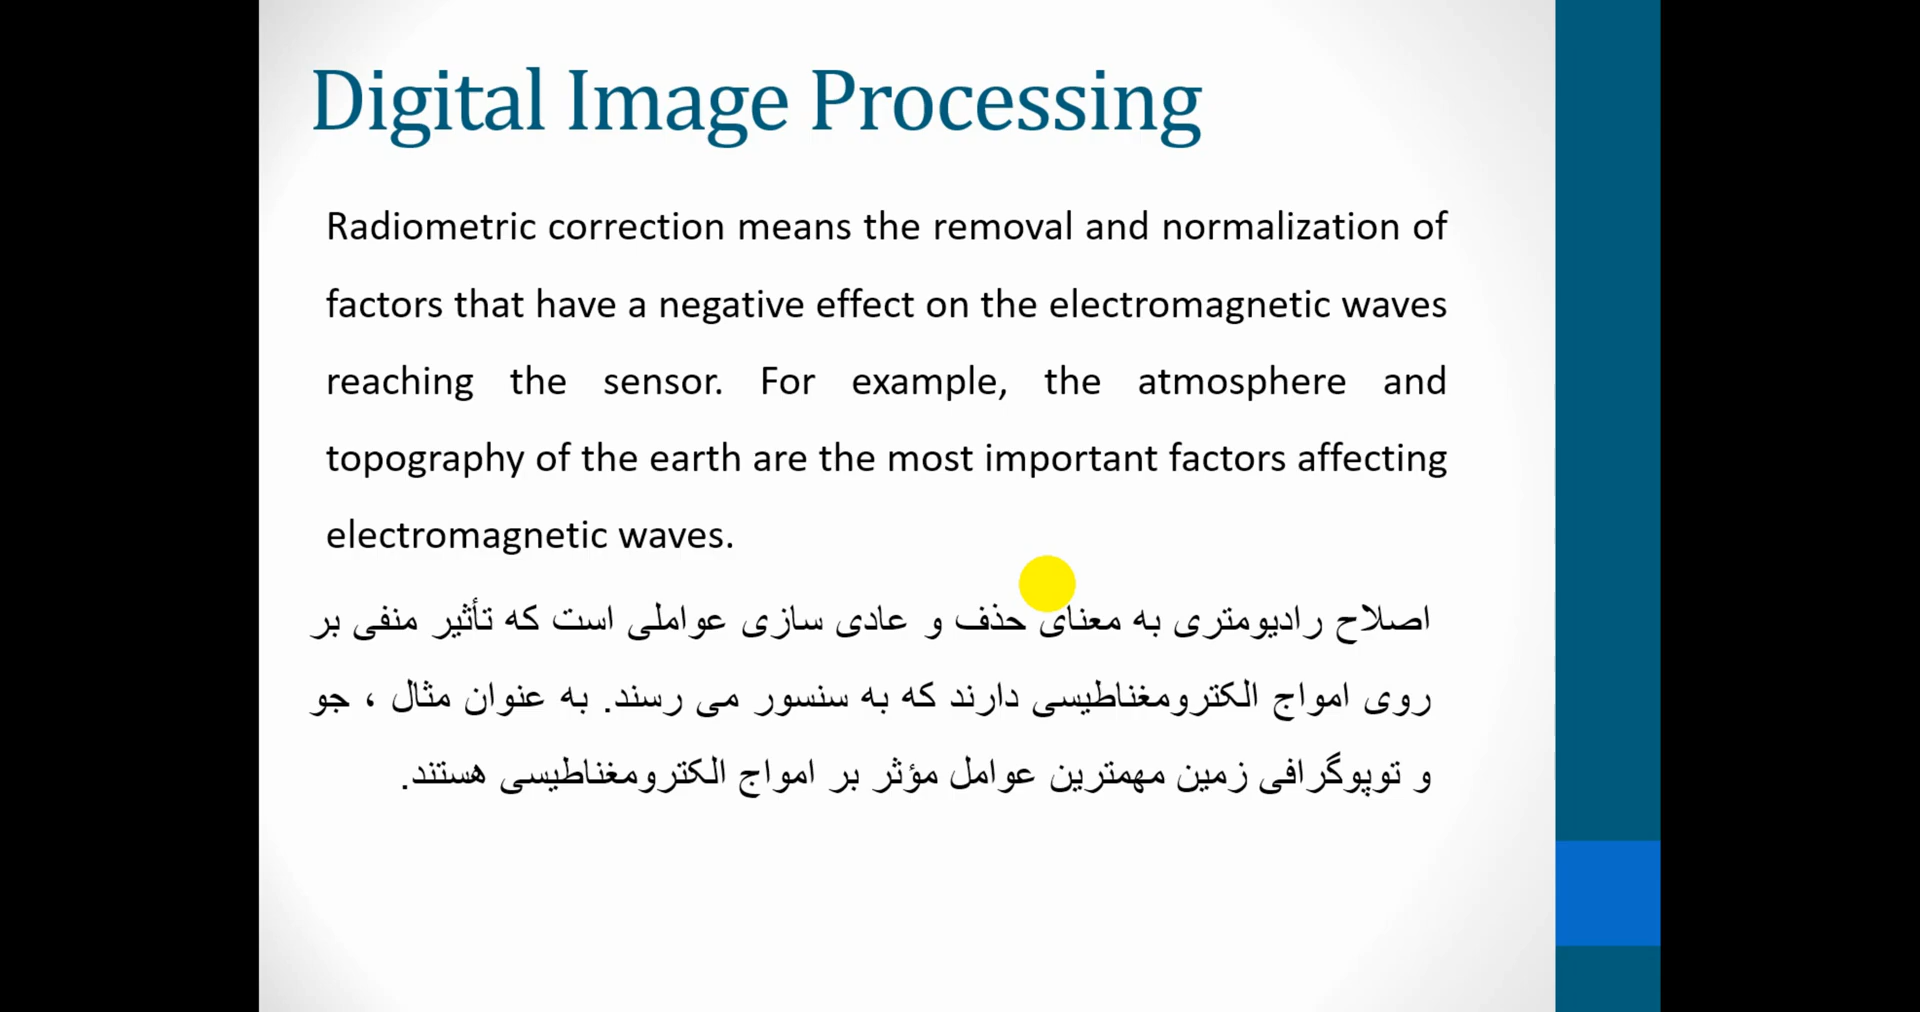 Digital Image Processing
Radiometric correction means the removal and normalization of
factors that have a negative effect on the electromagnetic waves
reaching the sensor. For example, the atmosphere and
topography of the earth are the most important factors affecting
electromagnetic waves.
اصلاح رادیومتری به معنای حذف و عادی سازی عواملی است که تأثیر منفی بر
روی امواج الکترومغناطیسی دارند که به سنسور می رسند. به عنوان مثال ، جو
و توپوگرافی زمین مهمترین عوامل مؤثر بر امواج الکترومغناطیسی هستند.